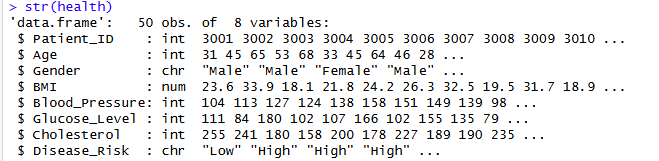 > str(health)
'data.frame':   50 obs. of  8 variables:
 $ Patient_ID    : int  3001 3002 3003 3004 3005 3006 3007 3008 3009 3010 ...
 $ Age           : int  31 45 65 53 68 33 45 64 46 28 ...
 $ Gender        : chr  "Male" "Male" "Female" "Male" ...
 $ BMI           : num  23.6 33.9 18.1 21.8 24.2 26.3 32.5 19.5 31.7 18.9 ...
 $ Blood_Pressure: int  104 113 127 124 138 158 151 149 139 98 ...
 $ Glucose_Level : int  111 84 180 102 107 166 102 155 135 79 ...
 $ Cholesterol   : int  255 241 180 158 200 178 227 189 190 235 ...
 $ Disease_Risk  : chr  "Low" "High" "High" "High" ...